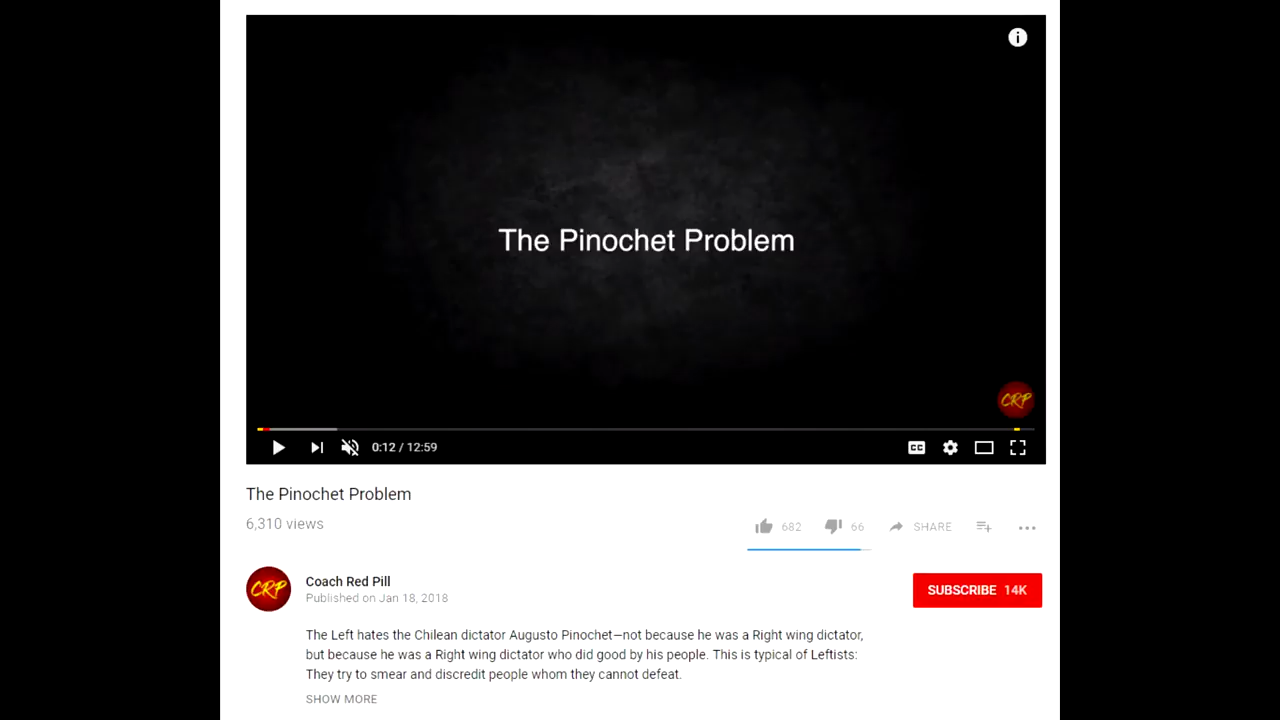 The Pinochet Problem
CRP
0:12 / 12:59
CC
The Pinochet Problem
6,310 views
682
66
SHARE
CRP
Coach Red Pill
Published on Jan 18, 2018
SUBSCRIBE 14K
The Left hates the Chilean dictator Augusto Pinochet—not because he was a Right wing dictator,
but because he was a Right wing dictator who did good by his people. This is typical of Leftists:
They try to smear and discredit people whom they cannot defeat.
SHOW MORE